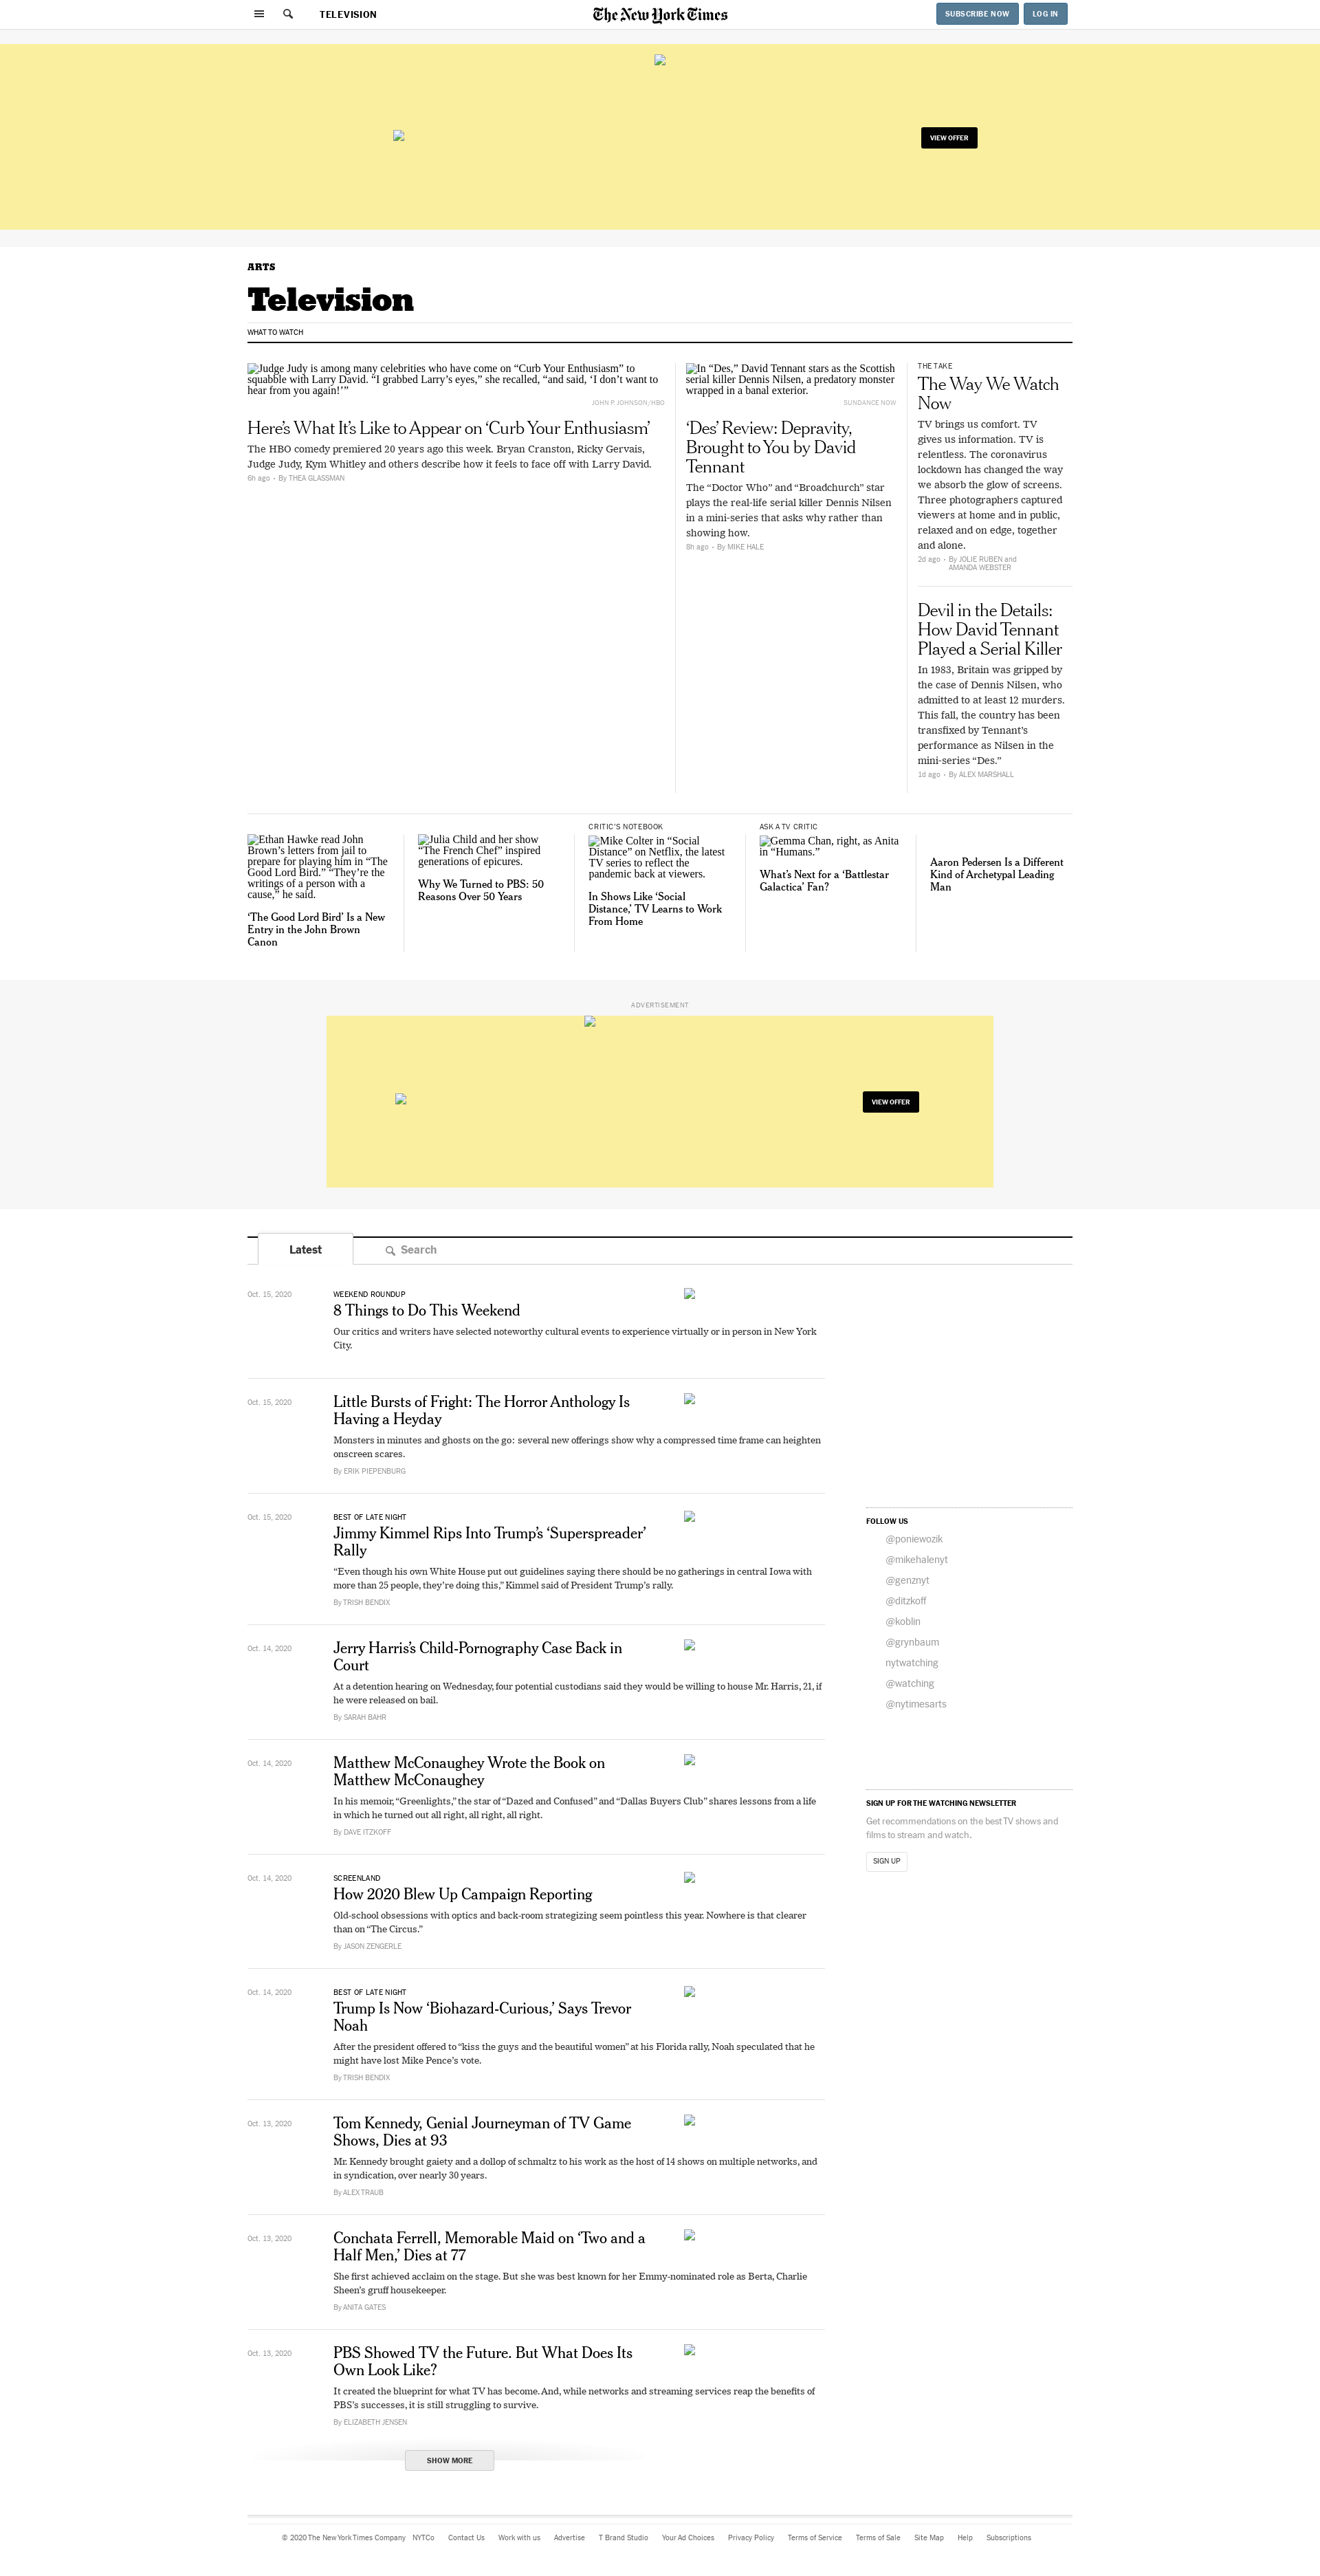 TELEVISION
The New York Times
SUBSCRIBE NOW
LOG IN
VIEW OFFER
ARTS
Television
WHAT TO WATCH
Judge Judy is among many celebrities who have come on “Curb Your Enthusiasm” to
squabble with Larry David. “I grabbed Larry’s eyes,” she recalled, “and said, ‘I don’t want to
hear from you again!’”
JOHN P. JOHNSON/HBO
Here’s What It’s Like to Appear on ‘Curb Your Enthusiasm’
The HBO comedy premiered 20 years ago this week. Bryan Cranston, Ricky Gervais,
Judge Judy, Kym Whitley and others describe how it feels to face off with Larry David.
6h ago • By THEA GLASSMAN
In “Des,” David Tennant stars as the Scottish
serial killer Dennis Nilsen, a predatory monster
wrapped in a banal exterior.
SUNDANCE NOW
‘Des’ Review: Depravity,
Brought to You by David
Tennant
The “Doctor Who” and “Broadchurch” star
plays the real-life serial killer Dennis Nilsen
in a mini-series that asks why rather than
showing how.
8h ago • By MIKE HALE
THE TAKE
The Way We Watch
Now
TV brings us comfort. TV
gives us information. TV is
relentless. The coronavirus
lockdown has changed the way
we absorb the glow of screens.
Three photographers captured
viewers at home and in public,
relaxed and on edge, together
and alone.
2d ago • By JOLIE RUBEN and
AMANDA WEBSTER
Devil in the Details:
How David Tennant
Played a Serial Killer
In 1983, Britain was gripped by
the case of Dennis Nilsen, who
admitted to at least 12 murders.
This fall, the country has been
transfixed by Tennant’s
performance as Nilsen in the
mini-series “Des.”
1d ago • By ALEX MARSHALL
Ethan Hawke read John
Brown’s letters from jail to
prepare for playing him in “The
Good Lord Bird.” “They’re the
writings of a person with a
cause,” he said.
‘The Good Lord Bird’ Is a New
Entry in the John Brown
Canon
Julia Child and her show
“The French Chef” inspired
generations of epicures.
Why We Turned to PBS: 50
Reasons Over 50 Years
CRITIC’S NOTEBOOK
Mike Colter in “Social
Distance” on Netflix, the latest
TV series to reflect the
pandemic back at viewers.
In Shows Like ‘Social
Distance,’ TV Learns to Work
From Home
ASK A TV CRITIC
Gemma Chan, right, as Anita
in “Humans.”
What’s Next for a ‘Battlestar
Galactica’ Fan?
Aaron Pedersen Is a Different
Kind of Archetypal Leading
Man
ADVERTISEMENT
VIEW OFFER
Latest
Search
Oct. 15, 2020
WEEKEND ROUNDUP
8 Things to Do This Weekend
Our critics and writers have selected noteworthy cultural events to experience virtually or in person in New York
City.
Oct. 15, 2020
Little Bursts of Fright: The Horror Anthology Is
Having a Heyday
Monsters in minutes and ghosts on the go: several new offerings show why a compressed time frame can heighten
onscreen scares.
By ERIK PIEPENBURG
Oct. 15, 2020
BEST OF LATE NIGHT
Jimmy Kimmel Rips Into Trump’s ‘Superspreader’
Rally
“Even though his own White House put out guidelines saying there should be no gatherings in central Iowa with
more than 25 people, they’re doing this,” Kimmel said of President Trump’s rally.
By TRISH BENDIX
Oct. 14, 2020
Jerry Harris’s Child-Pornography Case Back in
Court
At a detention hearing on Wednesday, four potential custodians said they would be willing to house Mr. Harris, 21, if
he were released on bail.
By SARAH BAHR
Oct. 14, 2020
Matthew McConaughey Wrote the Book on
Matthew McConaughey
In his memoir, “Greenlights,” the star of “Dazed and Confused” and “Dallas Buyers Club” shares lessons from a life
in which he turned out all right, all right, all right.
By DAVE ITZKOFF
Oct. 14, 2020
SCREENLAND
How 2020 Blew Up Campaign Reporting
Old-school obsessions with optics and back-room strategizing seem pointless this year. Nowhere is that clearer
than on “The Circus.”
By JASON ZENGERLE
Oct. 14, 2020
BEST OF LATE NIGHT
Trump Is Now ‘Biohazard-Curious,’ Says Trevor
Noah
After the president offered to “kiss the guys and the beautiful women” at his Florida rally, Noah speculated that he
might have lost Mike Pence’s vote.
By TRISH BENDIX
Oct. 13, 2020
Tom Kennedy, Genial Journeyman of TV Game
Shows, Dies at 93
Mr. Kennedy brought gaiety and a dollop of schmaltz to his work as the host of 14 shows on multiple networks, and
in syndication, over nearly 30 years.
By ALEX TRAUB
Oct. 13, 2020
Conchata Ferrell, Memorable Maid on ‘Two and a
Half Men,’ Dies at 77
She first achieved acclaim on the stage. But she was best known for her Emmy-nominated role as Berta, Charlie
Sheen’s gruff housekeeper.
By ANITA GATES
Oct. 13, 2020
PBS Showed TV the Future. But What Does Its
Own Look Like?
It created the blueprint for what TV has become. And, while networks and streaming services reap the benefits of
PBS’s successes, it is still struggling to survive.
By ELIZABETH JENSEN
SHOW MORE
FOLLOW US
@poniewozik
@mikehalenyt
@genznyt
@ditzkoff
@koblin
@grynbaum
nytwatching
@watching
@nytimesarts
SIGN UP FOR THE WATCHING NEWSLETTER
Get recommendations on the best TV shows and
films to stream and watch.
SIGN UP
© 2020 The New York Times Company NYTCo Contact Us Work with us Advertise T Brand Studio Your Ad Choices Privacy Policy Terms of Service Terms of Sale Site Map Help Subscriptions